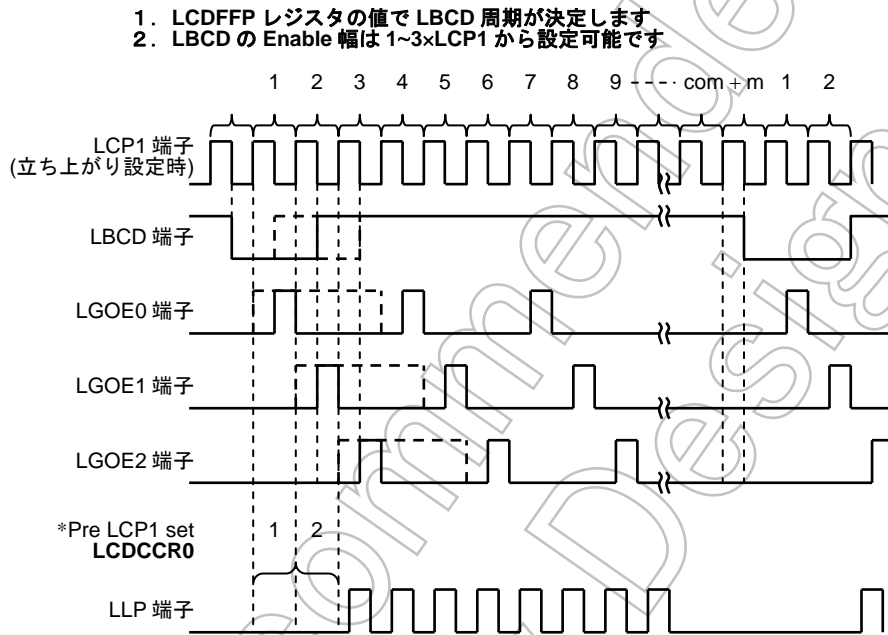 1. LCDFFP レジスタの値で LBCD 周期が決定します
2. LBCD の Enable 幅は 1~3×LCP1 から設定可能です
1 2 3 4 5 6 7 8 9 ---- com+m 1 2
LCP1 端子
(立ち上がり設定時)
LBCD 端子
LGOE0 端子
LGOE1 端子
LGOE2 端子
*Pre LCP1 set 1 2
LCDCCR0
LLP 端子